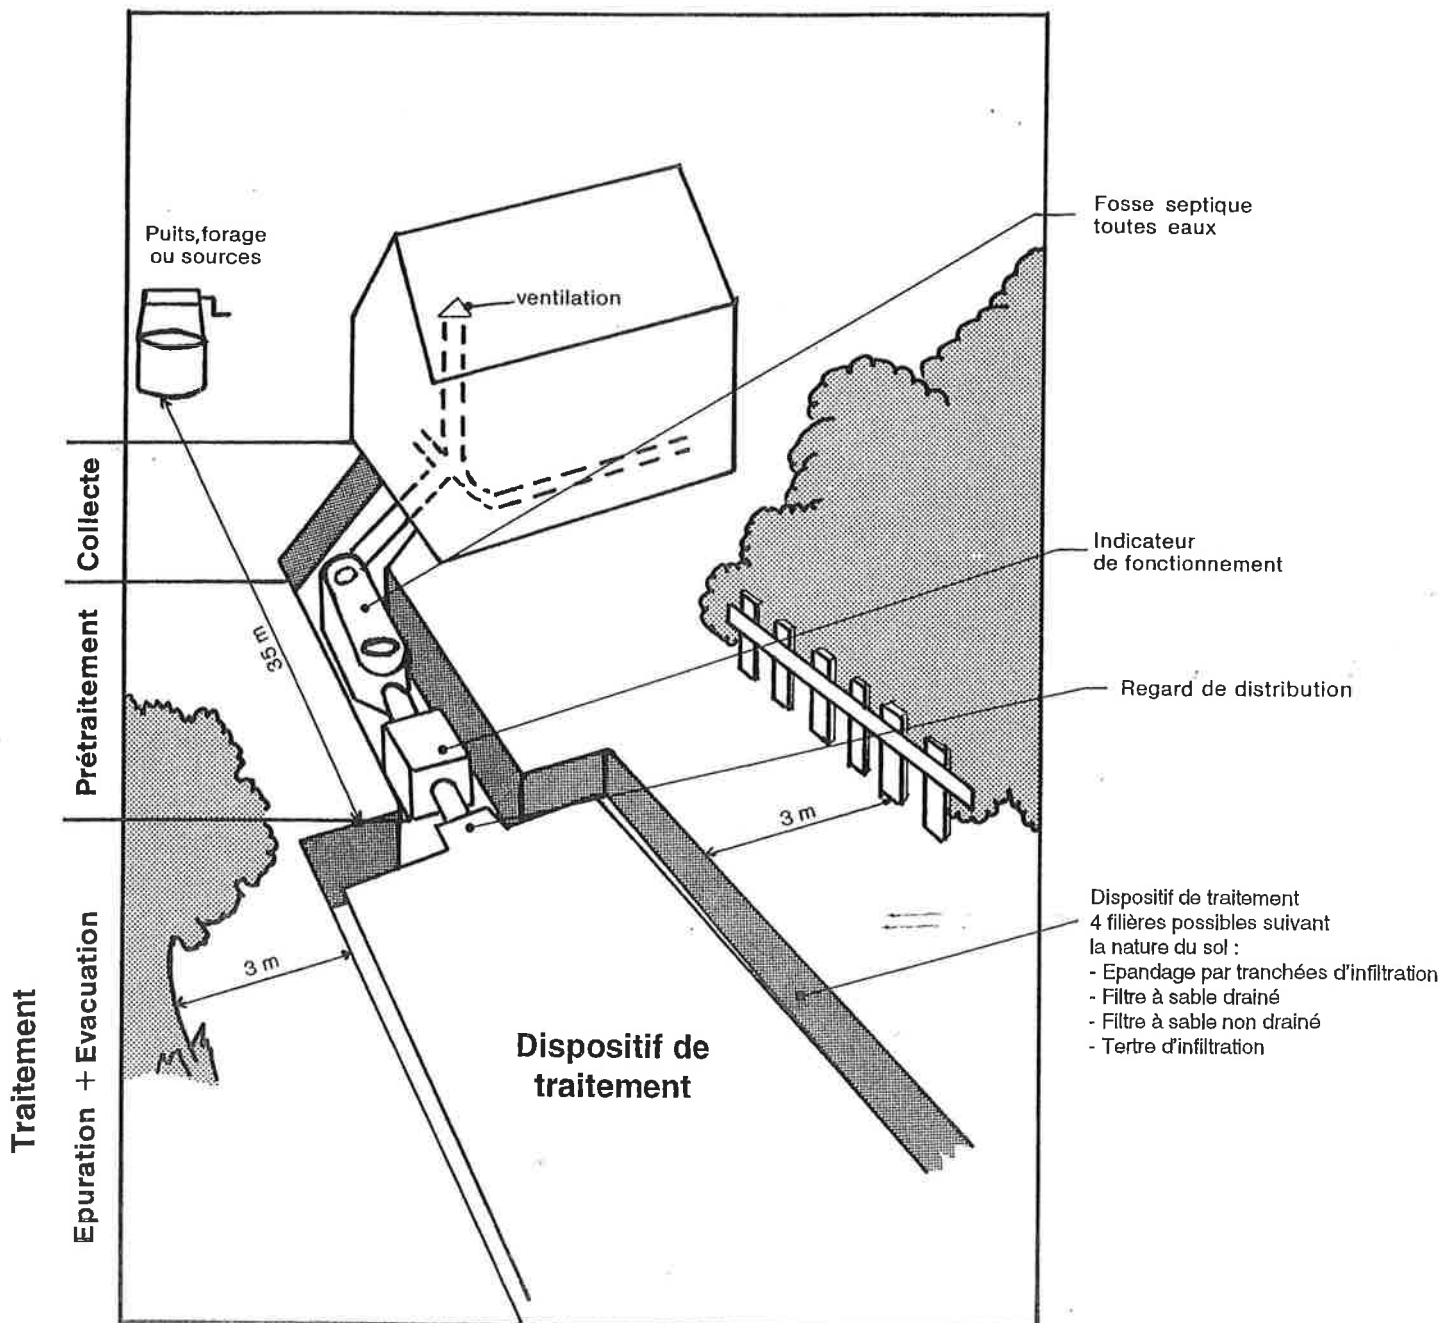 Puits,forage
ou sources
ventilation
Fosse septique
toutes eaux
Collecte
Indicateur
de fonctionnement
Prétraitement
35 m
Regard de distribution
3 m
Dispositif de traitement
4 filières possibles suivant
la nature du sol :
- Epandage par tranchées d'infiltration
- Filtre à sable drainé
- Filtre à sable non drainé
- Tertre d'infiltration
3 m
Traitement
Epuration + Evacuation
Dispositif de
traitement